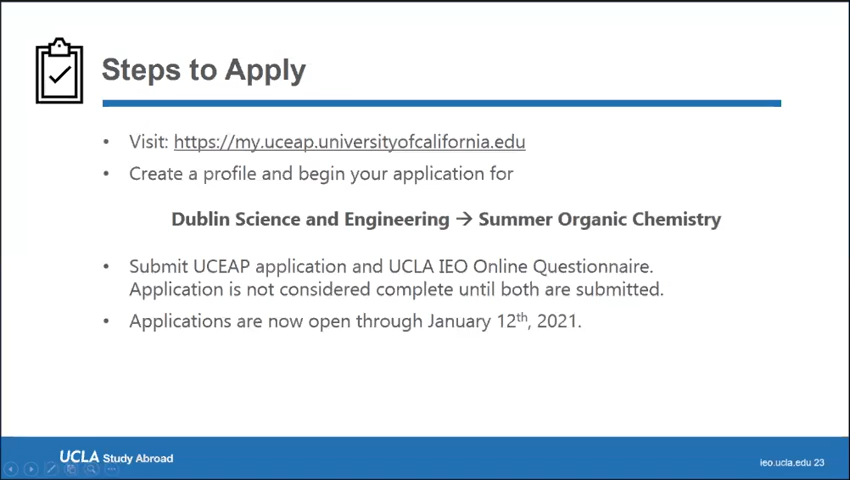 Steps to Apply
• Visit: https://my.uceap.universityofcalifornia.edu
• Create a profile and begin your application for
Dublin Science and Engineering → Summer Organic Chemistry
• Submit UCEAP application and UCLA IEO Online Questionnaire.
Application is not considered complete until both are submitted.
• Applications are now open through January 12th, 2021.
UCLA Study Abroad
ieo.ucla.edu 23